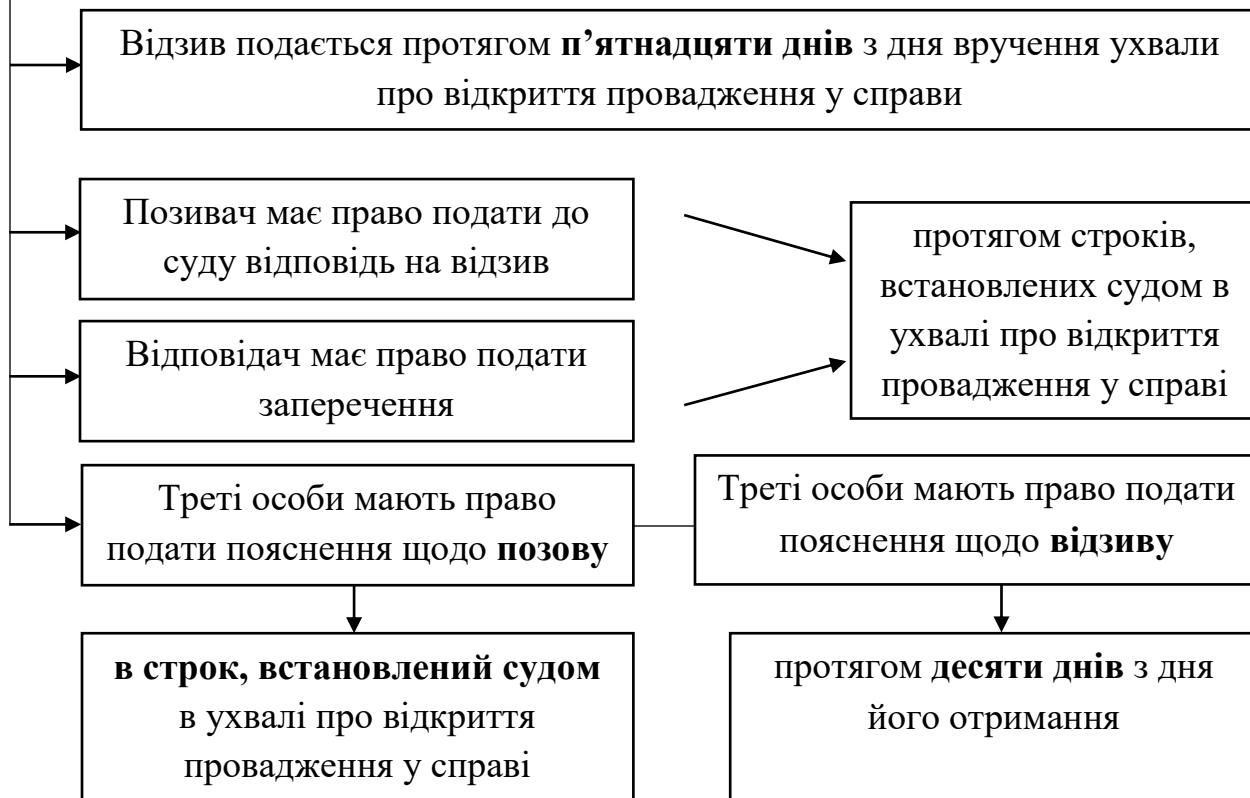 Відзив подається протягом п’ятнадцяти днів з дня вручення ухвали
про відкриття провадження у справи
Позивач має право подати до
суду відповідь на відзив
Відповідач має право подати
заперечення
протягом строків,
встановлених судом в
ухвалі про відкриття
провадження у справі
Треті особи мають право
подати пояснення щодо позову
Треті особи мають право подати
пояснення щодо відзиву
в строк, встановлений судом
в ухвалі про відкриття
провадження у справі
протягом десяти днів з дня
його отримання